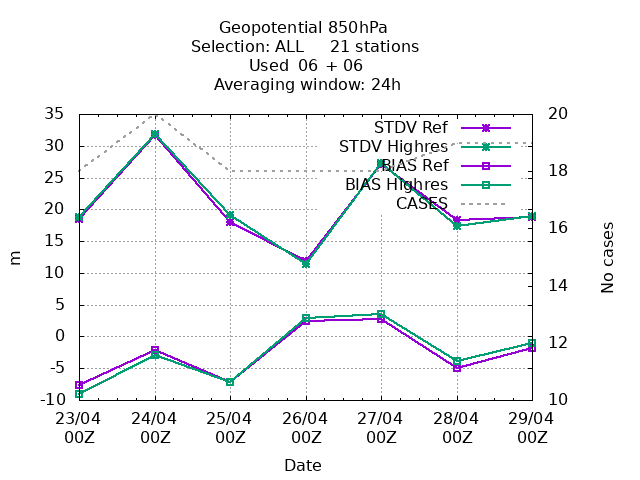 Geopotential 850hPa
Selection: ALL 21 stations
Used 06 + 06
Averaging window: 24h
STDV Ref
STDV Highres
BIAS Ref
BIAS Highres
CASES
35
30
25
20
15
10
5
0
-5
-10
m
20
18
16
14
12
10
No cases
23/04 24/04 25/04 26/04 27/04 28/04 29/04
00Z 00Z 00Z 00Z 00Z 00Z 00Z
Date